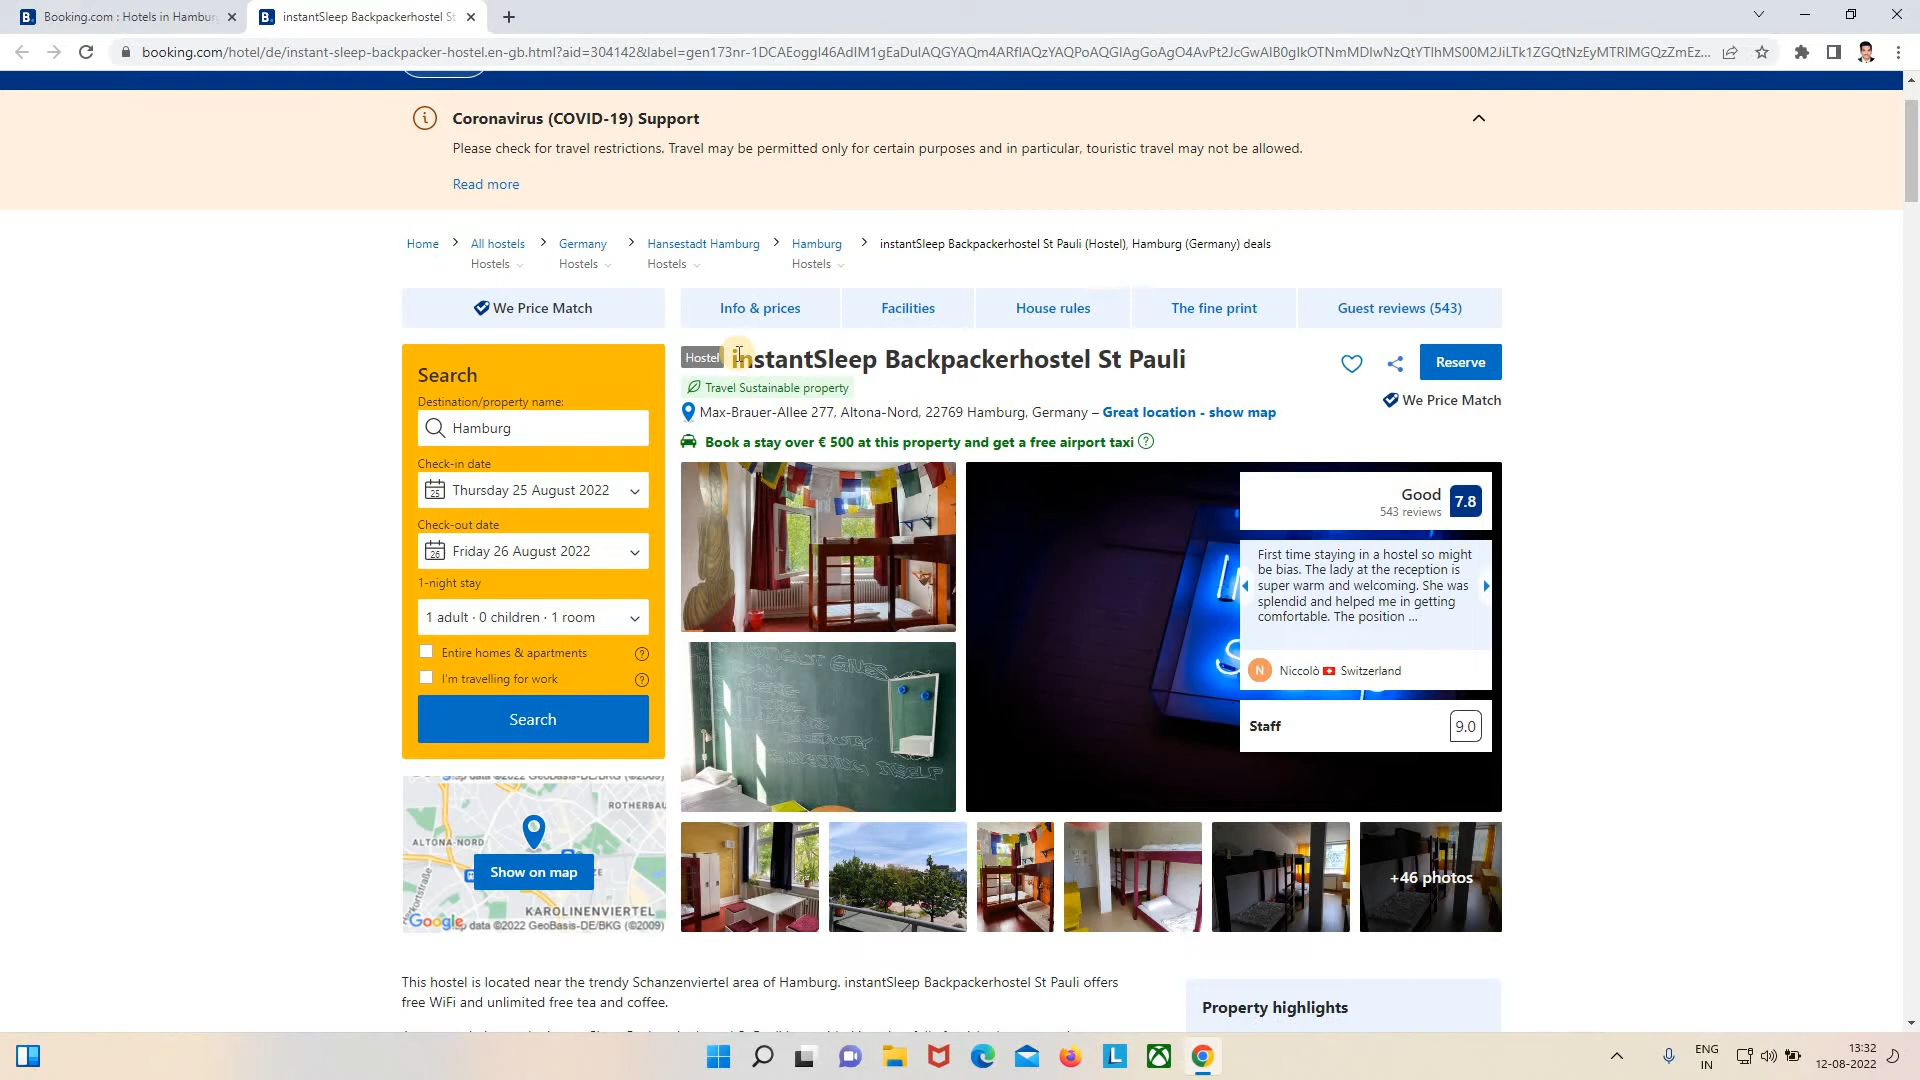 Booking.com : Hotels in Hambur
instantSleep Backpackerhostel St
booking.com/hotel/de/instant-sleep-backpacker-hostel.en-gb.html?aid=304142&label=gen173nr-1DCAEoggI46AdIM1gEaDulAQGYAQm4ARfIAQzYAQPoAQGIAgGoAgO4AvPt2JcGwAIB0gIkOTNmMDIwNzQtYTIhMS00M2JiLTk1ZGQtNzEyMTRlMGQzZmEz...
Coronavirus (COVID-19) Support
Please check for travel restrictions. Travel may be permitted only for certain purposes and in particular, touristic travel may not be allowed.
Read more
Home All hostels Germany Hansestadt Hamburg Hamburg instantSleep Backpackerhostel St Pauli (Hostel), Hamburg (Germany) deals
Hostels Hostels Hostels Hostels
We Price Match
Info & prices Facilities House rules The fine print Guest reviews (543)
Search
Destination/property name:
Hamburg
Check-in date
25 Thursday 25 August 2022
Check-out date
26 Friday 26 August 2022
1-night stay
1 adult · 0 children · 1 room
Entire homes & apartments
I'm travelling for work
Search
Hostel instantSleep Backpackerhostel St Pauli
Reserve
Travel Sustainable property
We Price Match
Max-Brauer-Allee 277, Altona-Nord, 22769 Hamburg, Germany – Great location - show map
Book a stay over € 500 at this property and get a free airport taxi
Good 7.8
543 reviews
First time staying in a hostel so might
be bias. The lady at the reception is
super warm and welcoming. She was
splendid and helped me in getting
comfortable. The position ...
N Niccolò Switzerland
Staff 9.0
+46 photos
ROTHERBAU
ALTONA-NORD
Show on map
KAROLINENVIERTEL
Google
data ©2022 GeoBasis-DE/BKG (©2009)
This hostel is located near the trendy Schanzenviertel area of Hamburg. instantSleep Backpackerhostel St Pauli offers
free WiFi and unlimited free tea and coffee.
Property highlights
ENG
IN
13:32
12-08-2022